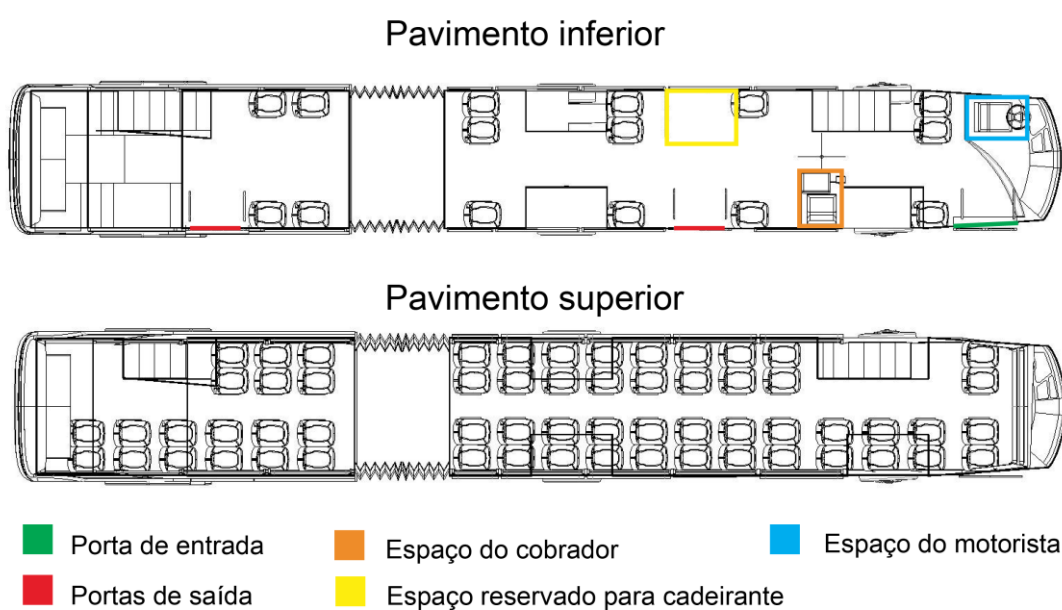 Pavimento inferior
Pavimento superior
Porta de entrada
Espaço do cobrador
Espaço do motorista
Portas de saída
Espaço reservado para cadeirante